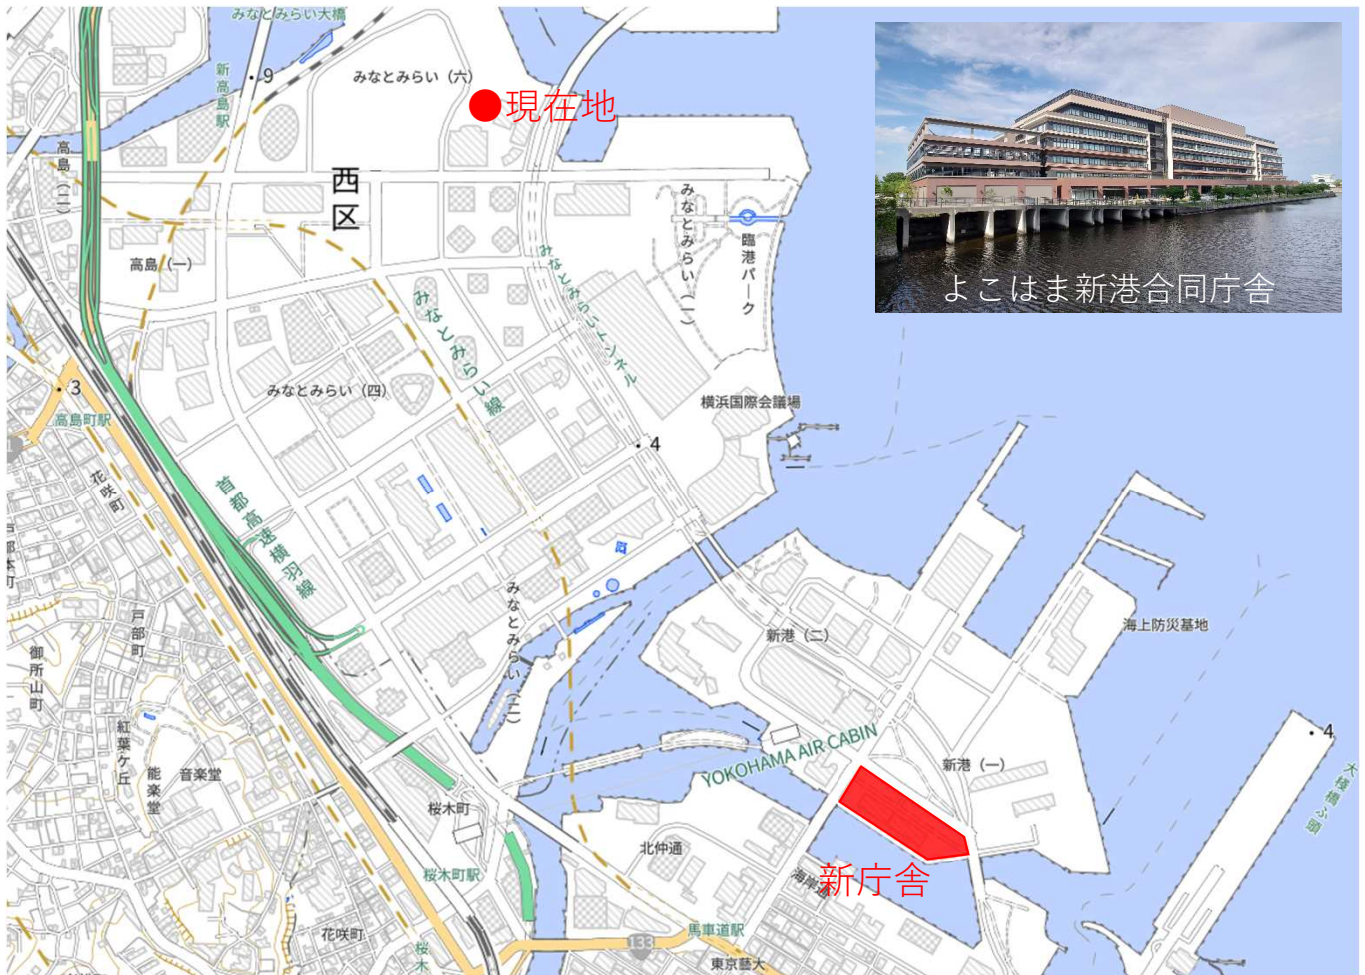 みなとみらい大橋
新高島駅
9
みなとみらい（六）
現在地
高島（二）
西区
高島（一）
みなとみらい（一）
臨港パーク
みなとみらいトンネル
みなとみらい線
よこはま新港合同庁舎
みなとみらい（四）
3
高島町駅
横浜国際会議場
4
花咲町
首都高速横羽線
戸部町
御所山町
みなとみらい（二）
新港（二）
海上防災基地
紅葉ケ丘
能楽堂
音楽堂
YOKOHAMA AIR CABIN
新港（一）
4
大桟橋ふ頭
桜木町
北仲通
新庁舎
海岸通
桜木町駅
花咲町
馬車道駅
133
東京藝大
桜木